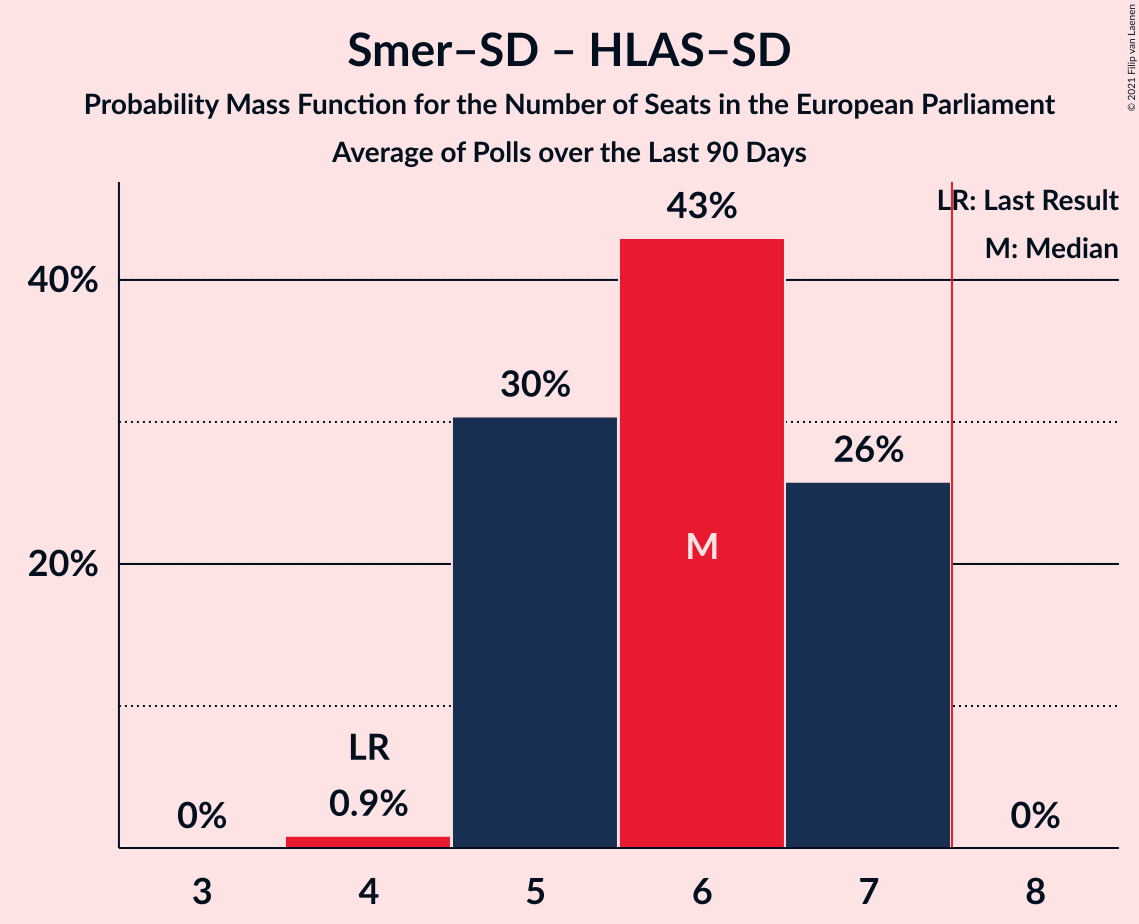 Smer–SD – HLAS–SD
Probability Mass Function for the Number of Seats in the European Parliament
Average of Polls over the Last 90 Days
© 2021 Filip van Laenen
LR: Last Result
M: Median
43%
40%
30%
26%
M
20%
LR
0% 0.9% 0%
3 4 5 6 7 8